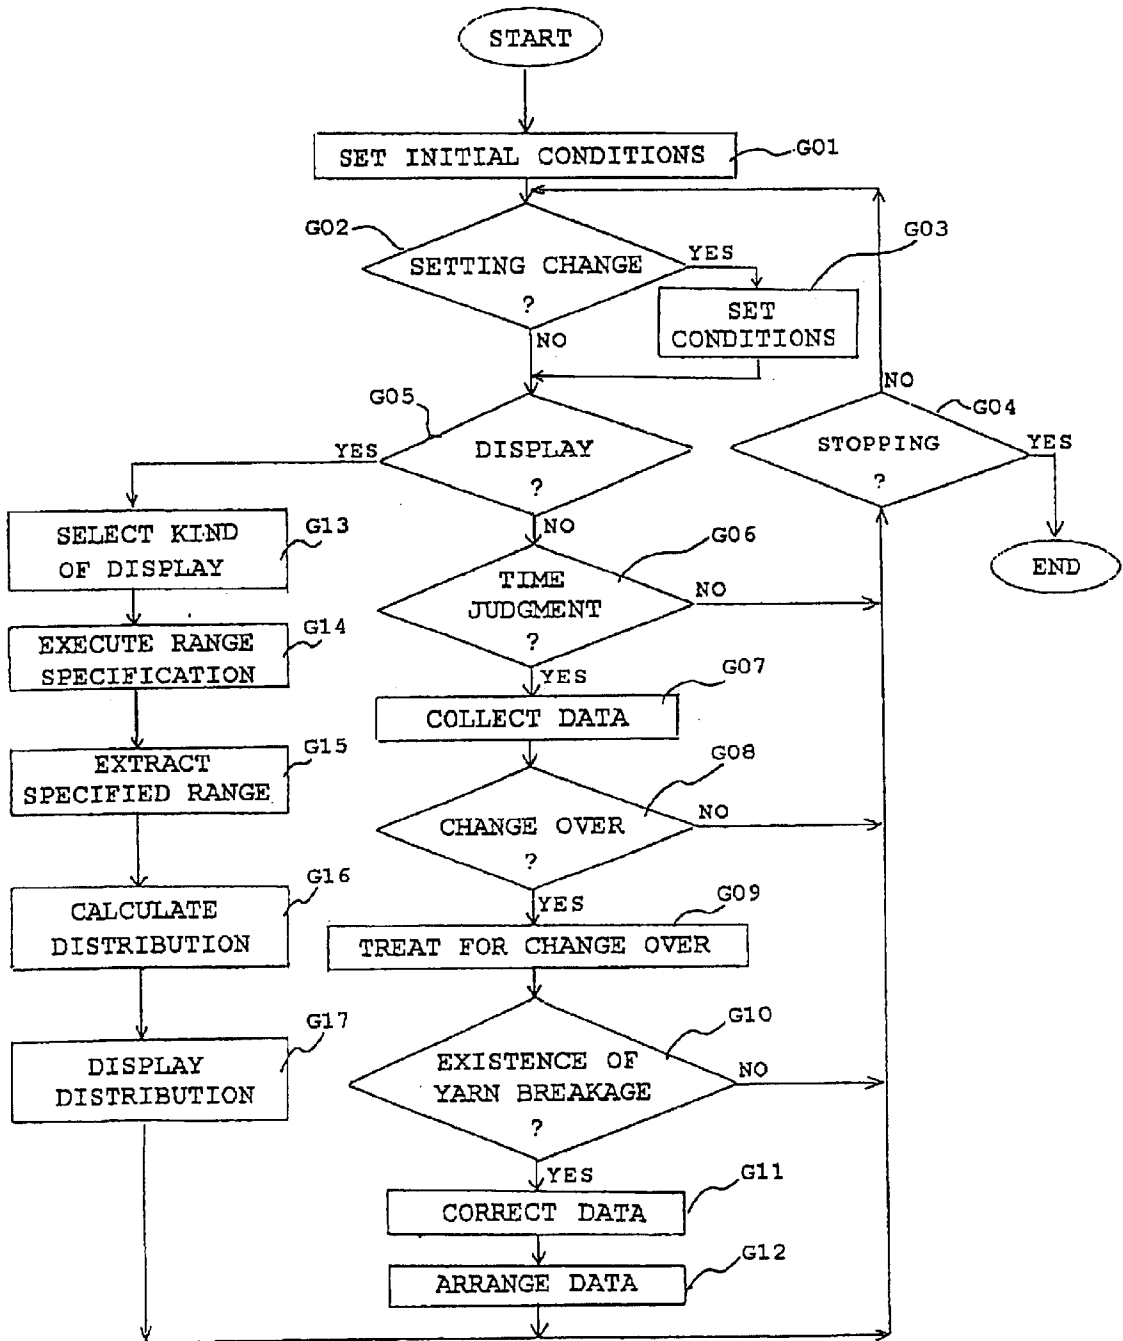 START
SET INITIAL CONDITIONS
G01
G02
SETTING CHANGE
?
YES
NO
G03
SET
CONDITIONS
G05
DISPLAY
?
YES
NO
NO
G04
STOPPING
?
YES
END
SELECT KIND
OF DISPLAY
G13
G06
TIME
JUDGMENT
?
NO
YES
EXECUTE RANGE
SPECIFICATION
G14
G07
COLLECT DATA
EXTRACT
SPECIFIED RANGE
G15
G08
CHANGE OVER
?
NO
YES
CALCULATE
DISTRIBUTION
G16
G09
TREAT FOR CHANGE OVER
G10
EXISTENCE OF
YARN BREAKAGE
?
NO
YES
DISPLAY
DISTRIBUTION
G17
G11
CORRECT DATA
G12
ARRANGE DATA